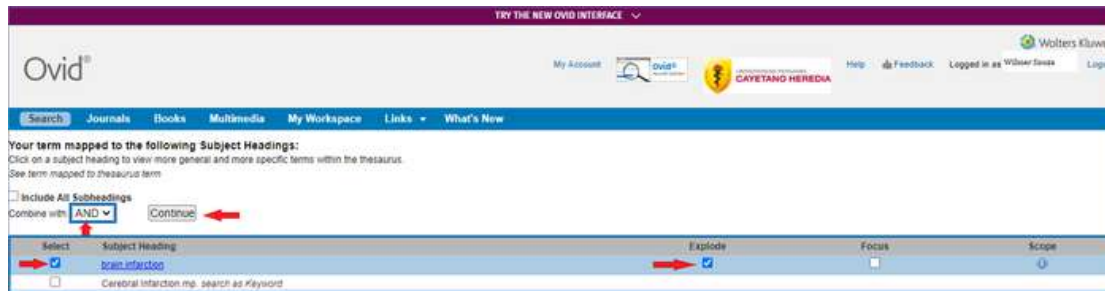 TRY THE NEW OVID INTERFACE
Wolters Kluwe
Ovid®
My Account
Ovid®
CAYETANO HEREDIA
Help
Feedback
Logged in as
Search Journals Books Multimedia My Workspace Links What's New
Your term mapped to the following Subject Headings:
Click on a subject heading to view more general and more specific terms within the thesaurus.
See term mapped to thesaurus term
Include All Subheadings
Combine with AND Continue
Select Subject Heading Explode Focus Scope
brain infarction
Cerebral Infarction.mp. search as Keyword